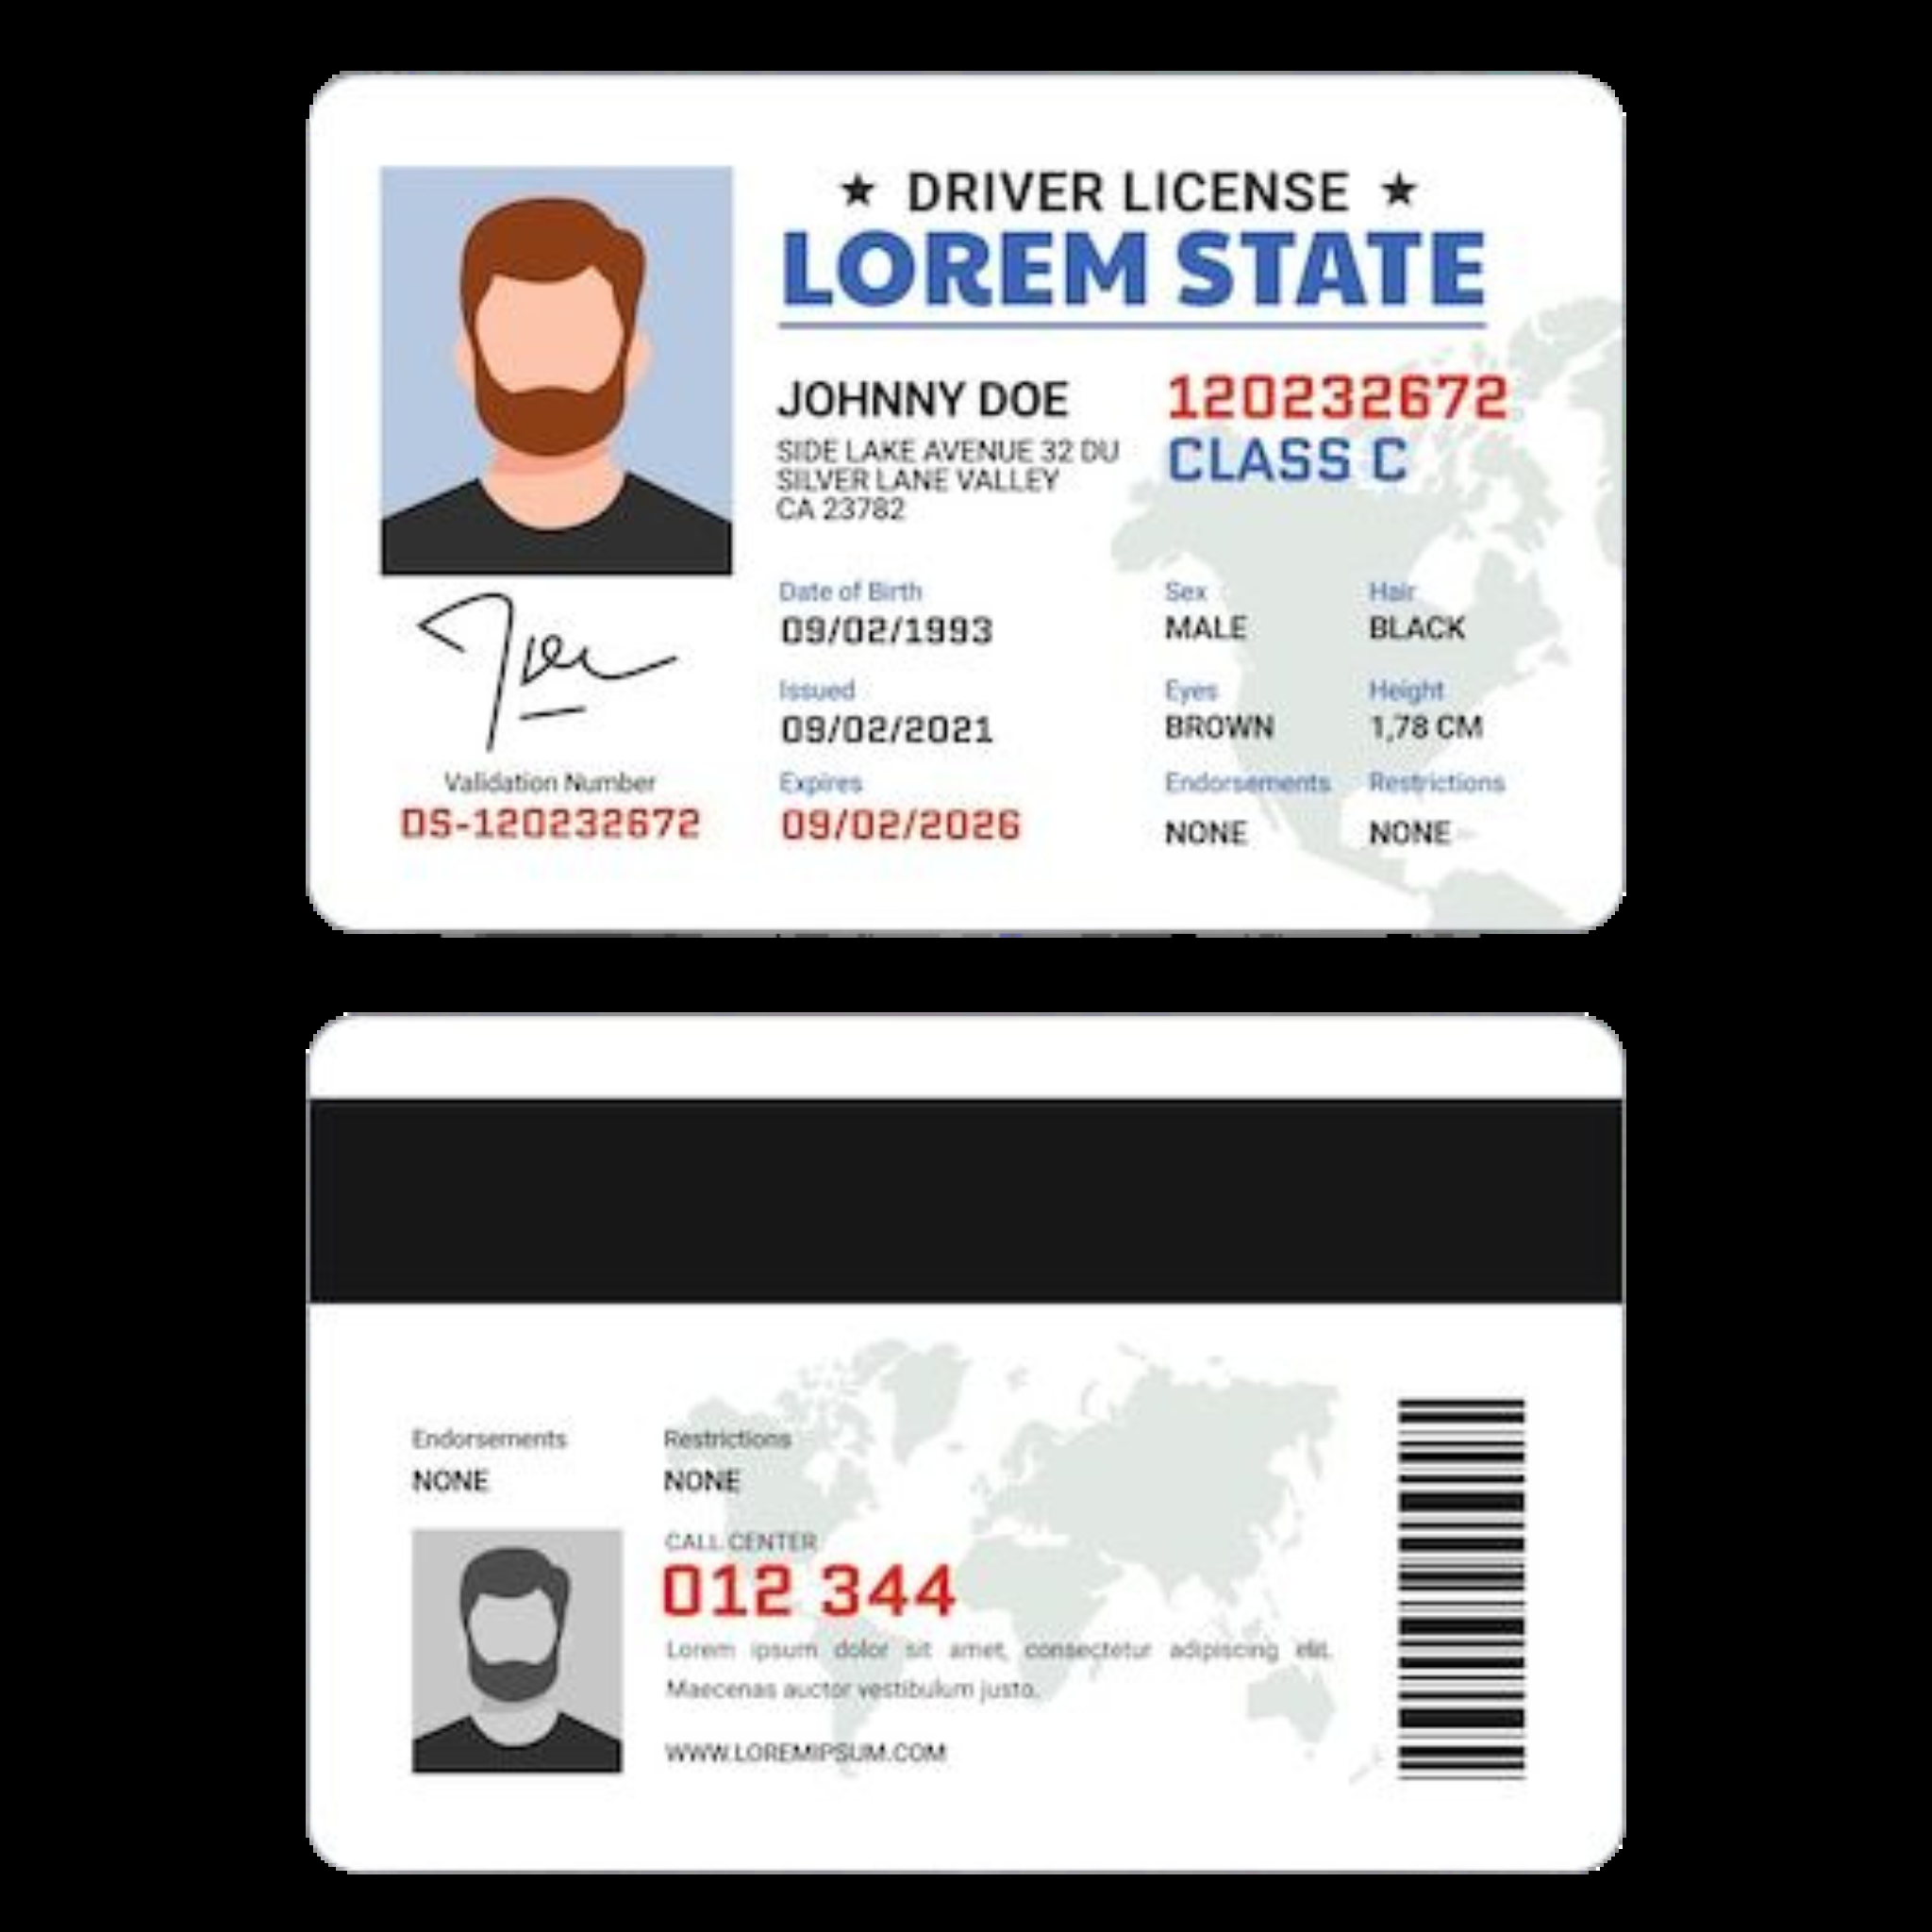 ★ DRIVER LICENSE ★
LOREM STATE
JOHNNY DOE
SIDE LAKE AVENUE 32 DU
SILVER LANE VALLEY
CA 23782
120232672
CLASS C
Date of Birth
09/02/1993
Sex
MALE
Hair
BLACK
Issued
09/02/2021
Eyes
BROWN
Height
1,78 CM
Expires
09/02/2026
Endorsements
NONE
Restrictions
NONE
Joe
Validation Number
DS-120232672
Endorsements
NONE
Restrictions
NONE
CALL CENTER
012 344
Lorem ipsum dolor sit amet, consectetur adipiscing elit.
Maecenas auctor vestibulum justo.
WWW.LOREMIPSUM.COM